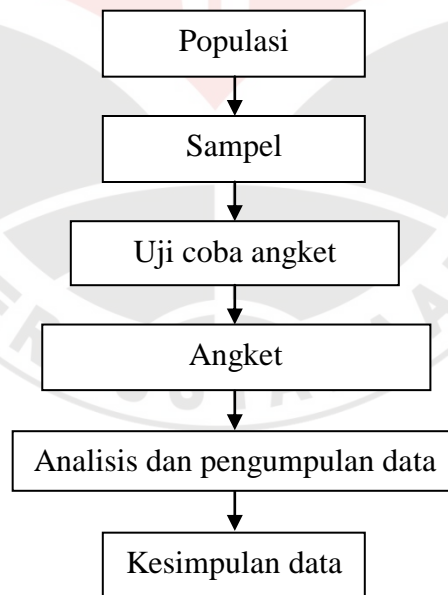 Populasi
Sampel
Uji coba angket
Angket
Analisis dan pengumpulan data
Kesimpulan data